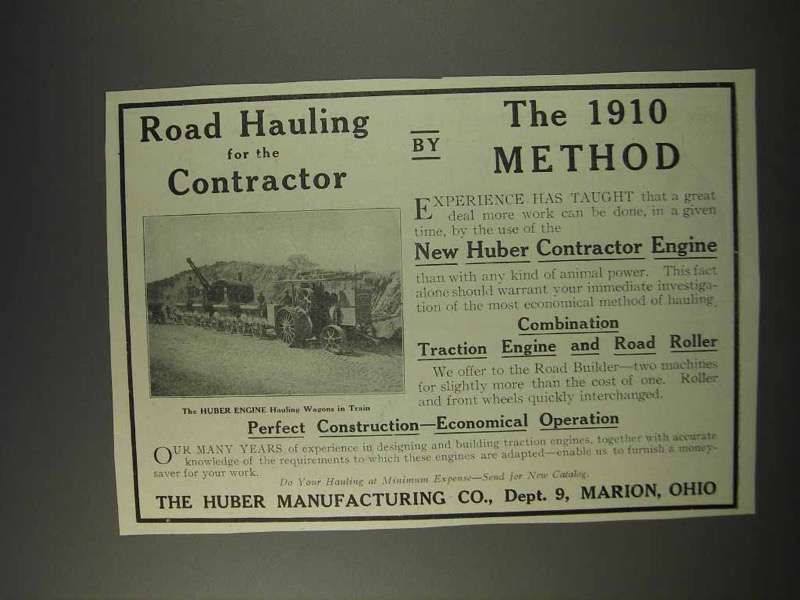 Road Hauling
for the
Contractor
BY
The 1910
METHOD
The HUBER ENGINE Hauling Wagons in Train
EXPERIENCE HAS TAUGHT that a great
deal more work can be done, in a given
time, by the use of the
New Huber Contractor Engine
than with any kind of animal power. This fact
alone should warrant your immediate investiga-
tion of the most economical method of hauling.
Combination
Traction Engine and Road Roller
We offer to the Road Builder—two machines
for slightly more than the cost of one. Roller
and front wheels quickly interchanged.
Perfect Construction—Economical Operation
OUR MANY YEARS of experience in designing and building traction engines, together with accurate
knowledge of the requirements to which these engines are adapted—enable us to furnish a money-
saver for your work.
Do Your Hauling at Minimum Expense—Send for New Catalog.
THE HUBER MANUFACTURING CO., Dept. 9, MARION, OHIO